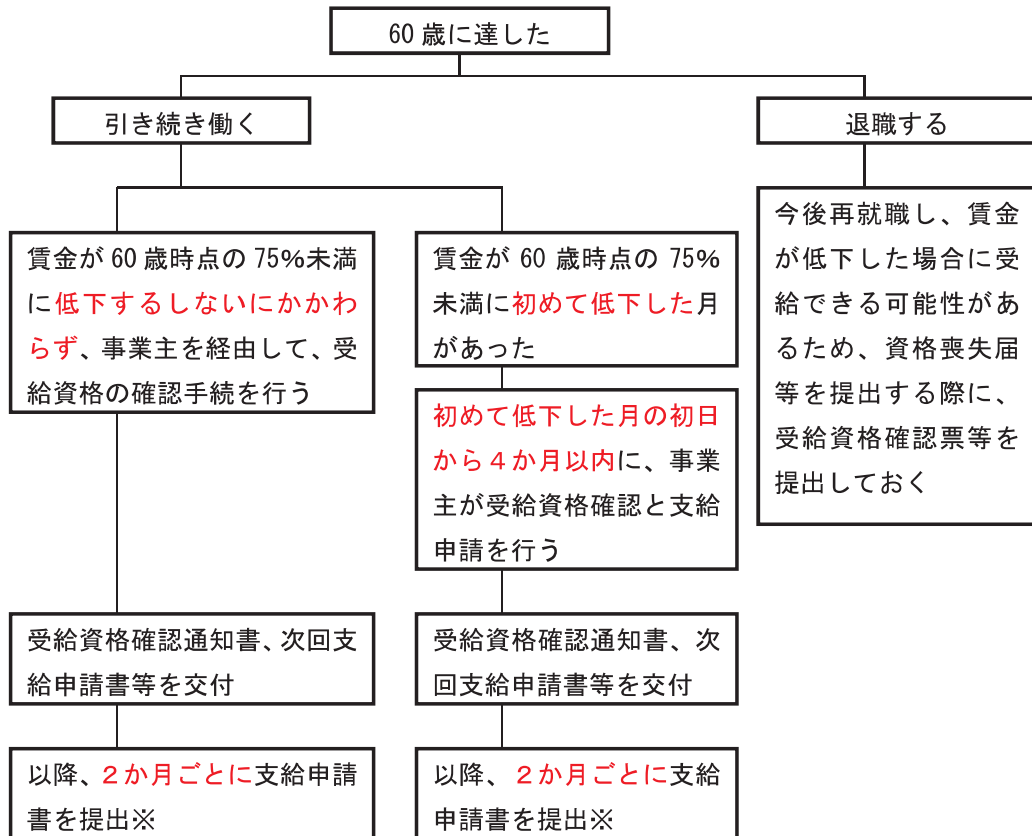 60 歳に達した
引き続き働く
退職する
賃金が 60 歳時点の 75%未満
に低下するしないにかかわ
らず、事業主を経由して、受
給資格の確認手続を行う
賃金が 60 歳時点の 75%
未満に初めて低下した月
があった
初めて低下した月の初日
から４か月以内に、事業
主が受給資格確認と支給
申請を行う
今後再就職し、賃金
が低下した場合に受
給できる可能性があ
るため、資格喪失届
等を提出する際に、
受給資格確認票等を
提出しておく
受給資格確認通知書、次回支
給申請書等を交付
受給資格確認通知書、次
回支給申請書等を交付
以降、２か月ごとに支給申請
書を提出※
以降、２か月ごとに支給
申請書を提出※